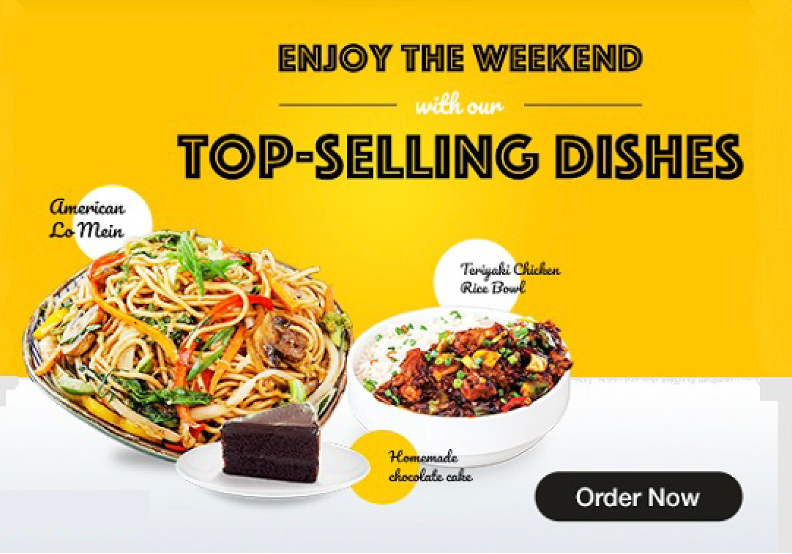 ENJOY THE WEEKEND
with our
TOP-SELLING DISHES
American
Lo Mein
Teriyaki Chicken
Rice Bowl
Homemade
chocolate cake
Order Now